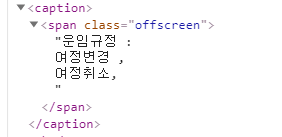 ▼<caption>
▼<span class="offscreen">
"운임규정 :
여정변경 ,
여정취소,
"
</span>
</caption>